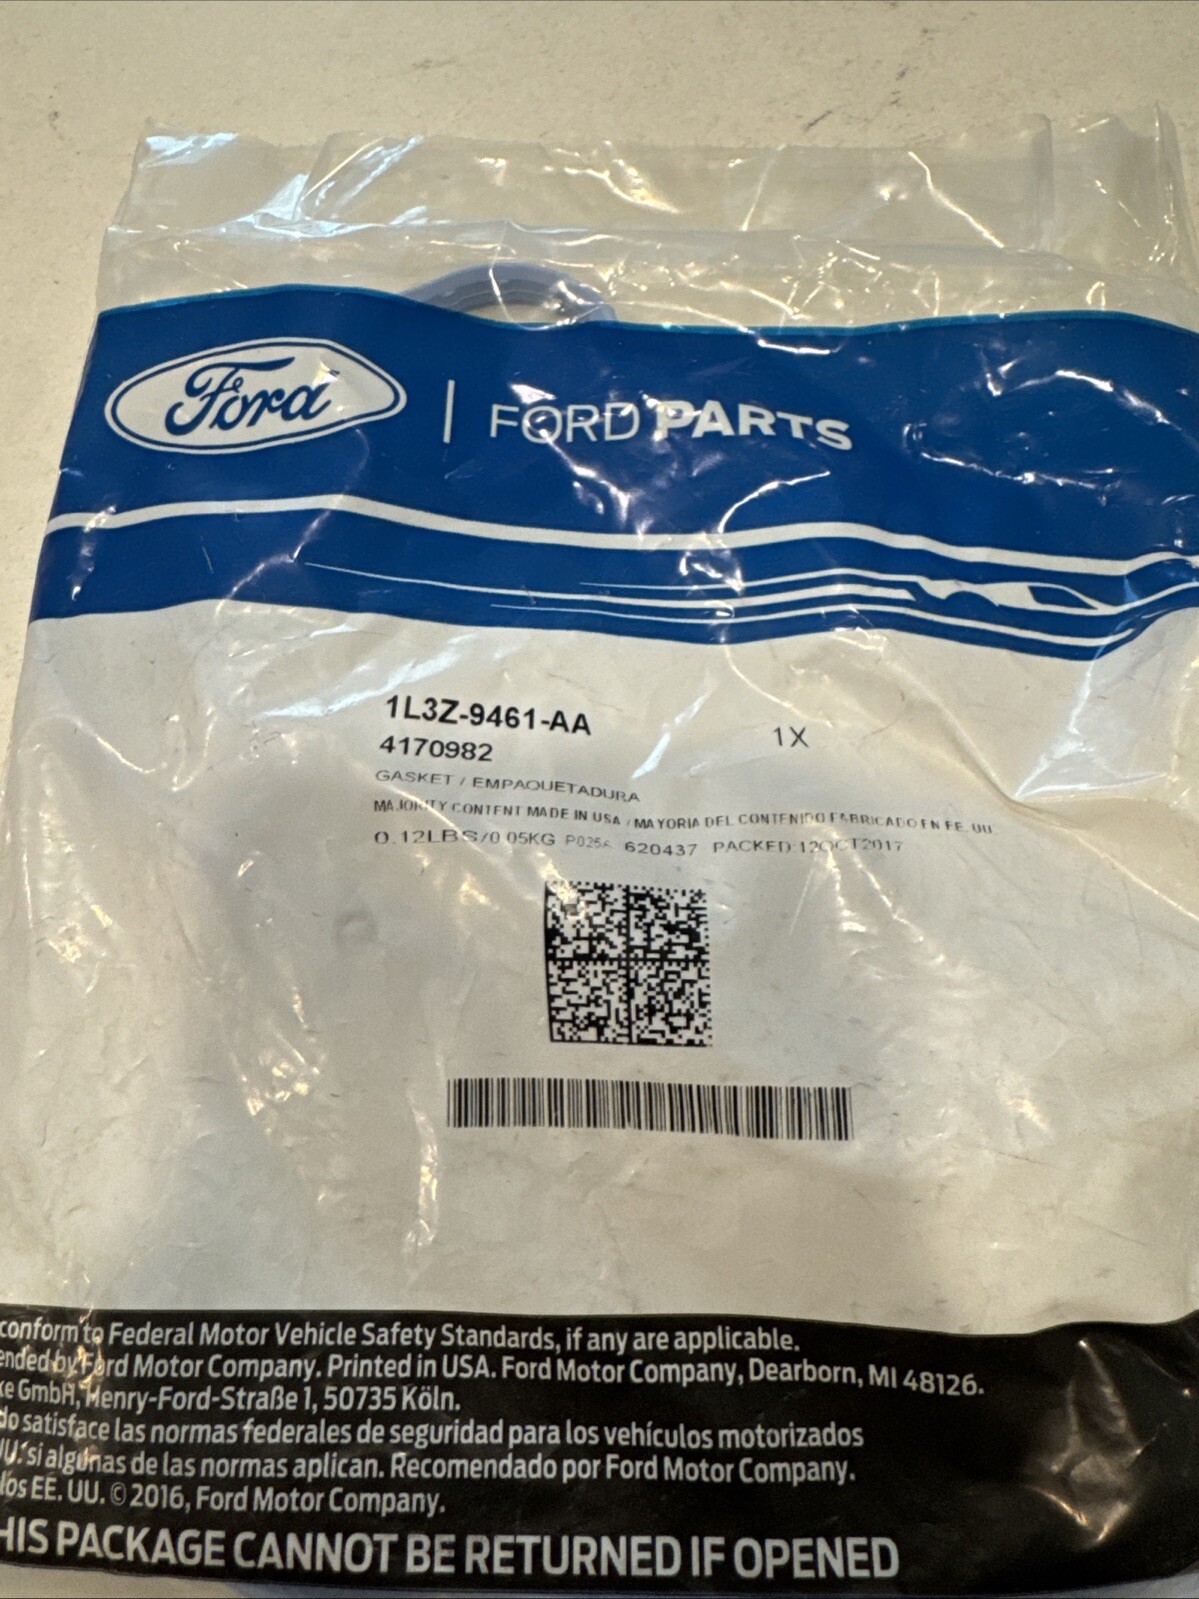 Ford
FORD PARTS
1L3Z-9461-AA
1X
4170982
GASKET / EMPAQUETADURA
MAJORITY CONTENT MADE IN USA / MAYORIA DEL CONTENIDO FABRICADO EN EE. UU.
0.12LBS/0.05KG P025A 620437 PACKED:12OCT2017
conform to Federal Motor Vehicle Safety Standards, if any are applicable.
ended by Ford Motor Company. Printed in USA. Ford Motor Company, Dearborn, MI 48126.
ke GmbH, Henry-Ford-Straße 1, 50735 Köln.
do satisface las normas federales de seguridad para los vehículos motorizados
UU. si algunas de las normas aplican. Recomendado por Ford Motor Company.
los EE. UU. © 2016, Ford Motor Company.
HIS PACKAGE CANNOT BE RETURNED IF OPENED